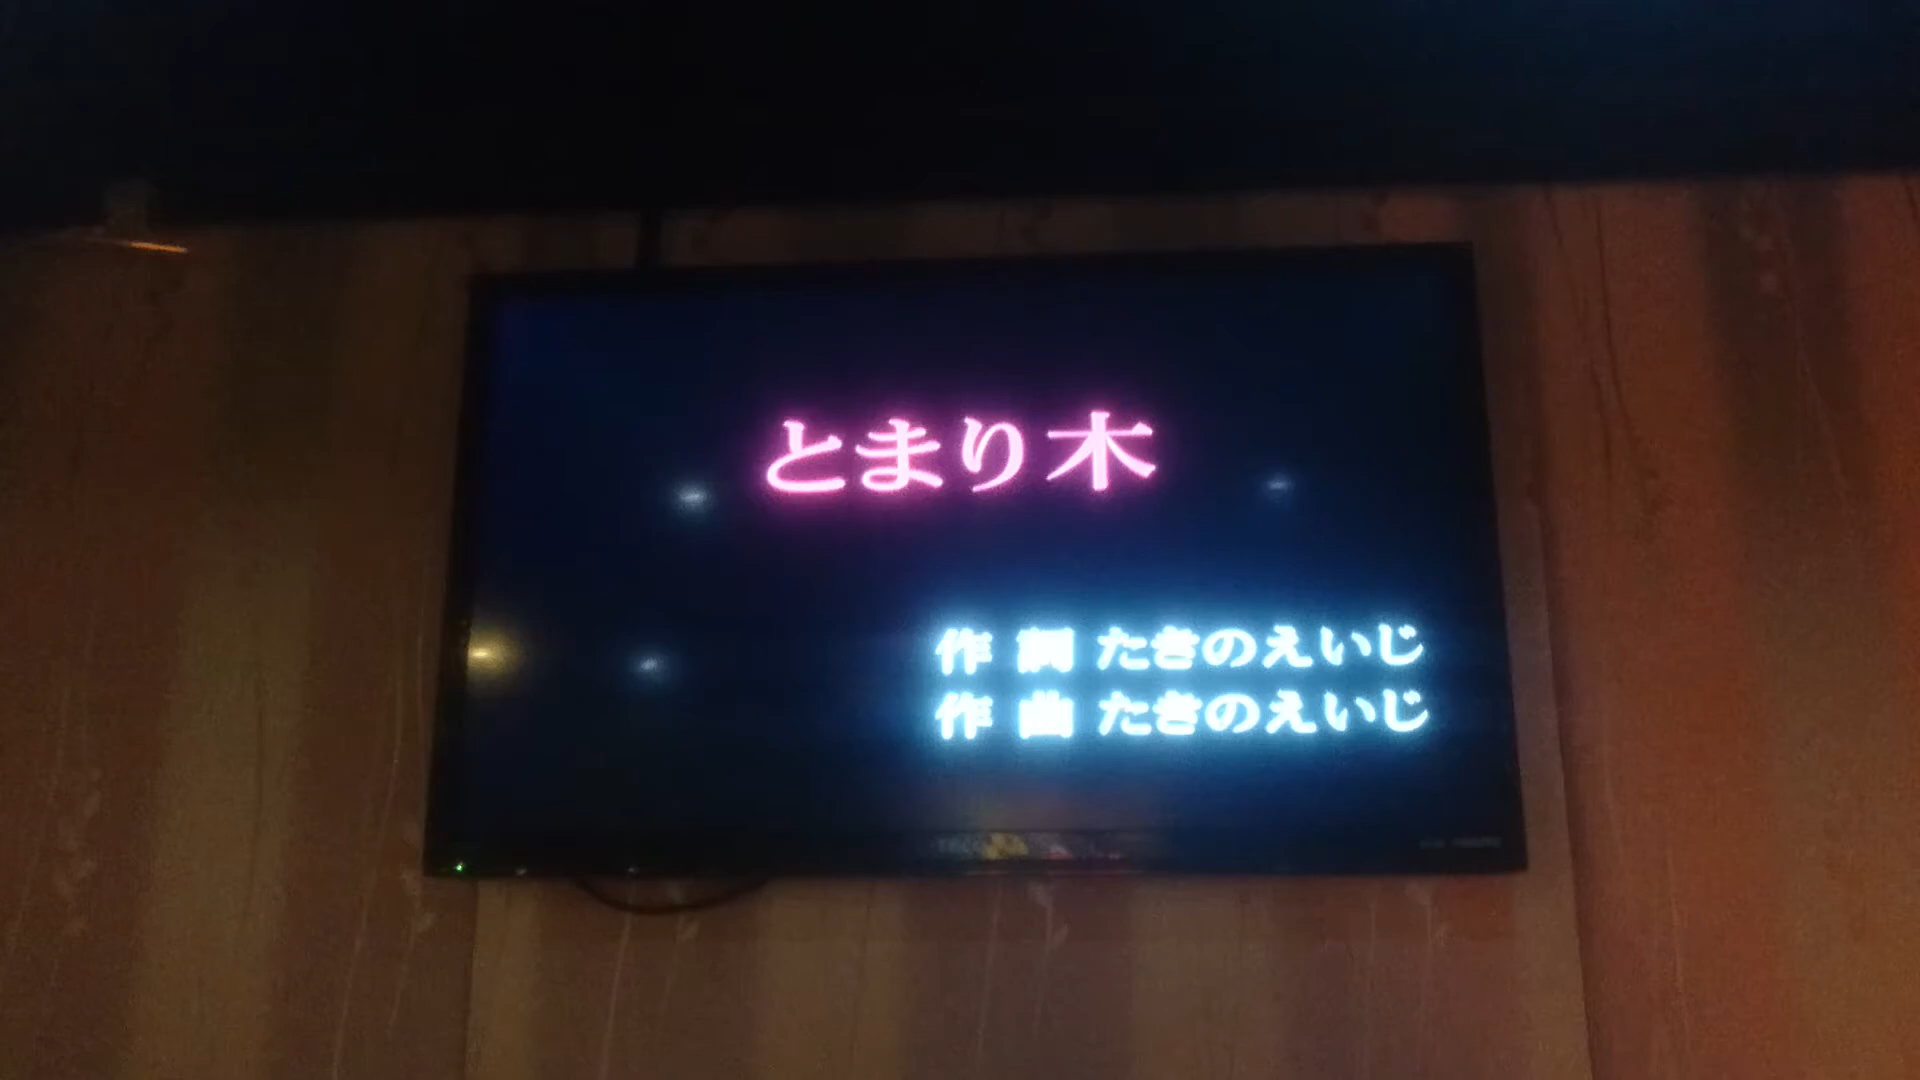 とまり木
作詞 たきのえいじ
作曲 たきのえいじ